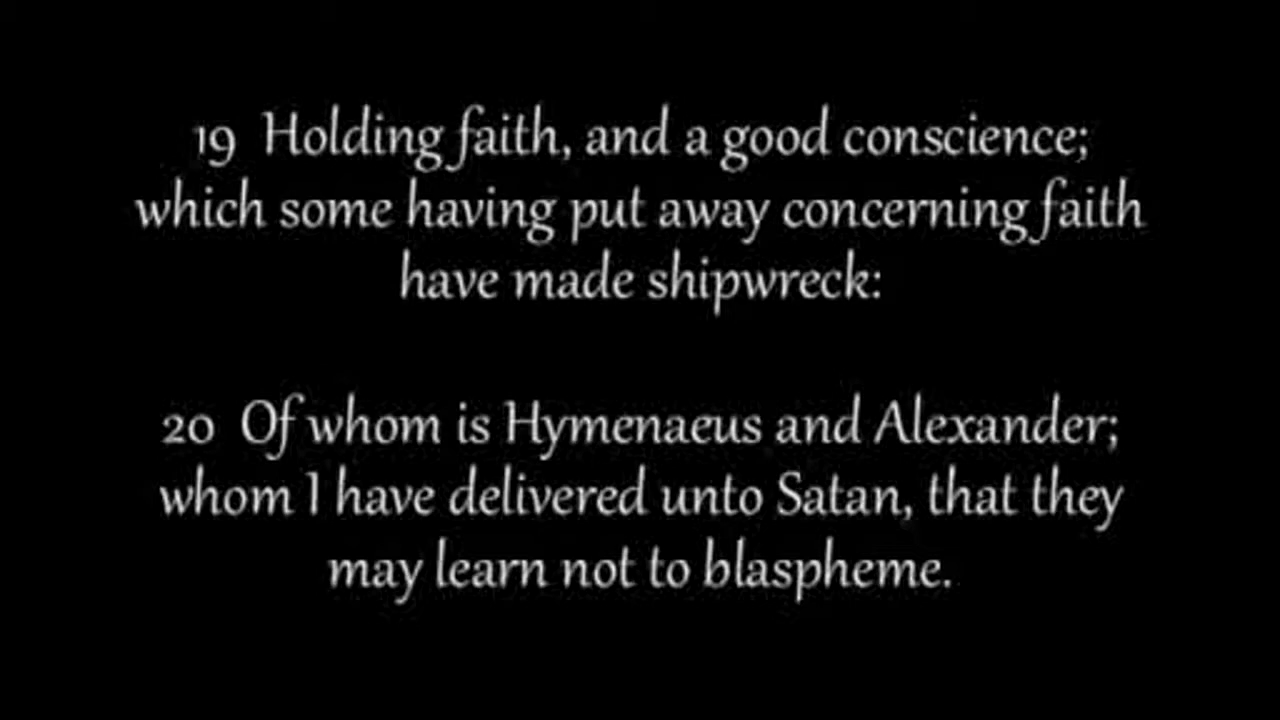 19 Holding faith, and a good conscience;
which some having put away concerning faith
have made shipwreck:
20 Of whom is Hymenaeus and Alexander;
whom I have delivered unto Satan, that they
may learn not to blaspheme.